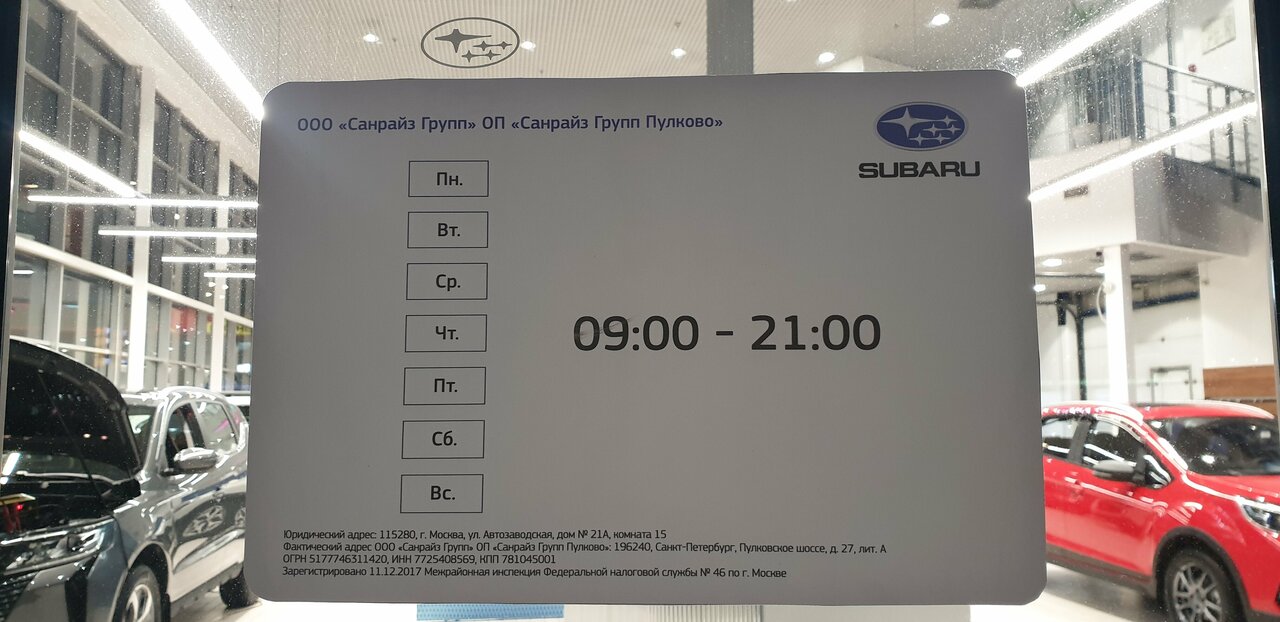 ООО «Санрайз Групп» ОП «Санрайз Групп Пулково»
SUBARU
Пн.
Вт.
Ср.
Чт.
09:00 - 21:00
Пт.
Сб.
Вс.
Юридический адрес: 115280, г. Москва, ул. Автозаводская, дом № 21А, комната 15
Фактический адрес ООО «Санрайз Групп» ОП «Санрайз Групп Пулково»: 196240, Санкт-Петербург, Пулковское шоссе, д. 27, лит. А
ОГРН 5177746311420, ИНН 7725408569, КПП 781045001
Зарегистрировано 11.12.2017 Межрайонная инспекция Федеральной налоговой службы № 46 по г. Москве